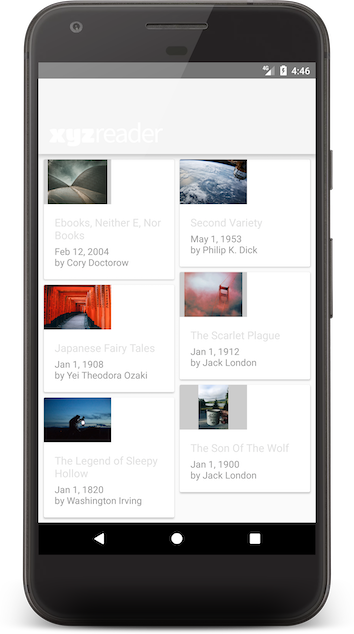 4G 4:46
xyzreader
Ebooks, Neither E, Nor
Books
Feb 12, 2004
by Cory Doctorow
Second Variety
May 1, 1953
by Philip K. Dick
The Scarlet Plague
Jan 1, 1912
by Jack London
Japanese Fairy Tales
Jan 1, 1908
by Yei Theodora Ozaki
The Son Of The Wolf
Jan 1, 1900
by Jack London
The Legend of Sleepy
Hollow
Jan 1, 1820
by Washington Irving